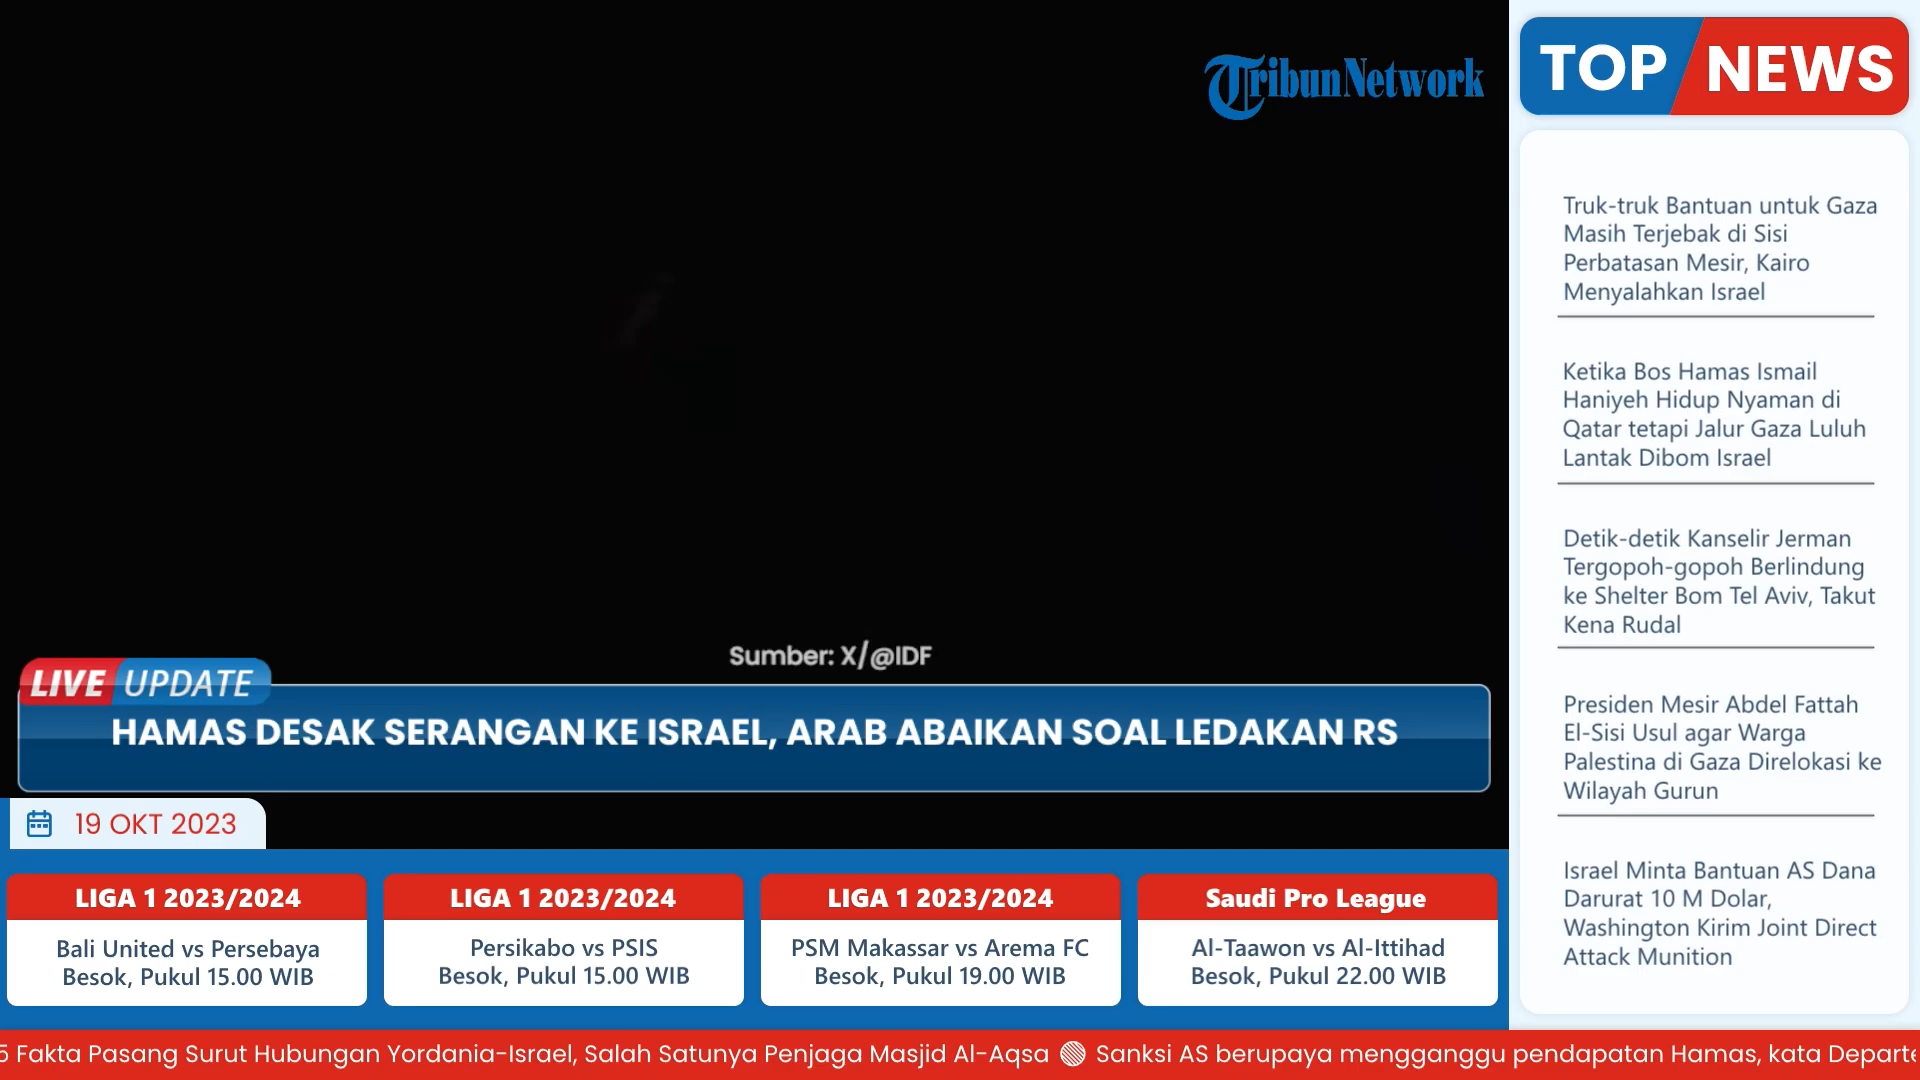 TribunNetwork
TOP NEWS
Truk-truk Bantuan untuk Gaza
Masih Terjebak di Sisi
Perbatasan Mesir, Kairo
Menyalahkan Israel
Ketika Bos Hamas Ismail
Haniyeh Hidup Nyaman di
Qatar tetapi Jalur Gaza Luluh
Lantak Dibom Israel
Detik-detik Kanselir Jerman
Tergopoh-gopoh Berlindung
ke Shelter Bom Tel Aviv, Takut
Kena Rudal
Presiden Mesir Abdel Fattah
El-Sisi Usul agar Warga
Palestina di Gaza Direlokasi ke
Wilayah Gurun
Israel Minta Bantuan AS Dana
Darurat 10 M Dolar,
Washington Kirim Joint Direct
Attack Munition
Sumber: X/@IDF
LIVE UPDATE
HAMAS DESAK SERANGAN KE ISRAEL, ARAB ABAIKAN SOAL LEDAKAN RS
19 OKT 2023
LIGA 1 2023/2024
Bali United vs Persebaya
Besok, Pukul 15.00 WIB
LIGA 1 2023/2024
Persikabo vs PSIS
Besok, Pukul 15.00 WIB
LIGA 1 2023/2024
PSM Makassar vs Arema FC
Besok, Pukul 19.00 WIB
Saudi Pro League
Al-Taawon vs Al-Ittihad
Besok, Pukul 22.00 WIB
5 Fakta Pasang Surut Hubungan Yordania-Israel, Salah Satunya Penjaga Masjid Al-Aqsa Sanksi AS berupaya mengganggu pendapatan Hamas, kata